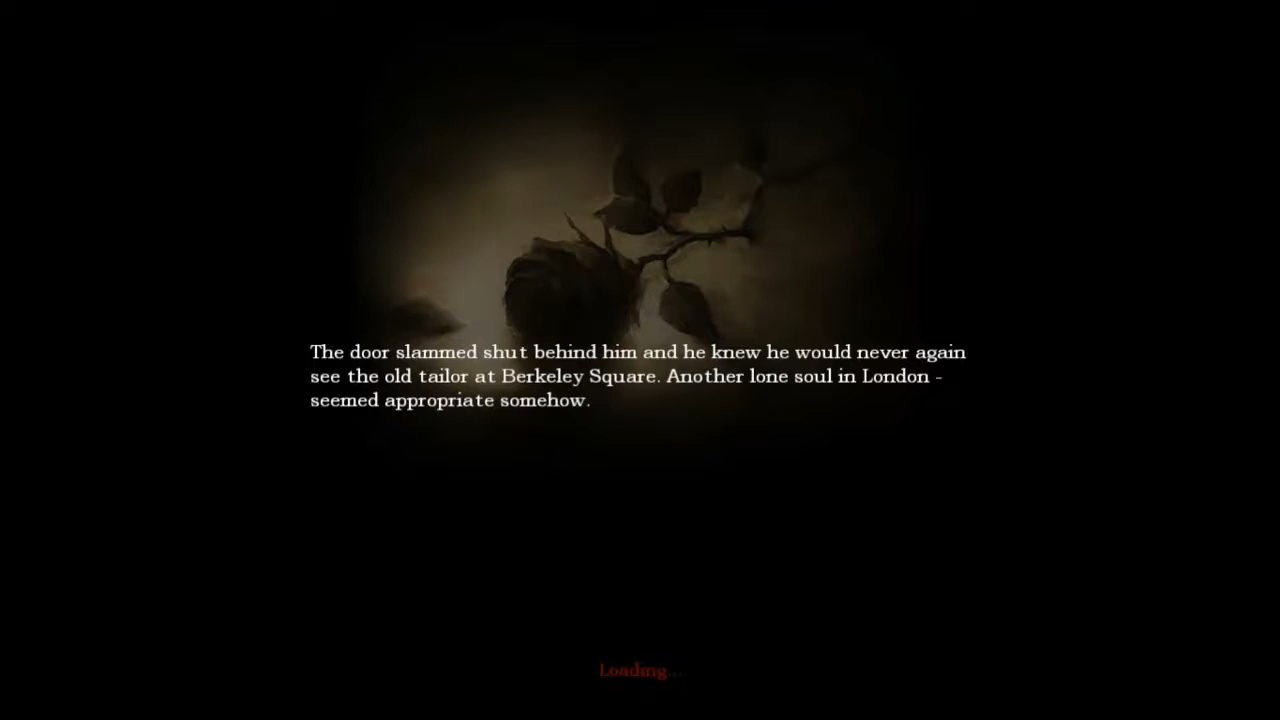 The door slammed shut behind him and he knew he would never again
see the old tailor at Berkeley Square. Another lone soul in London -
seemed appropriate somehow.
Loading...